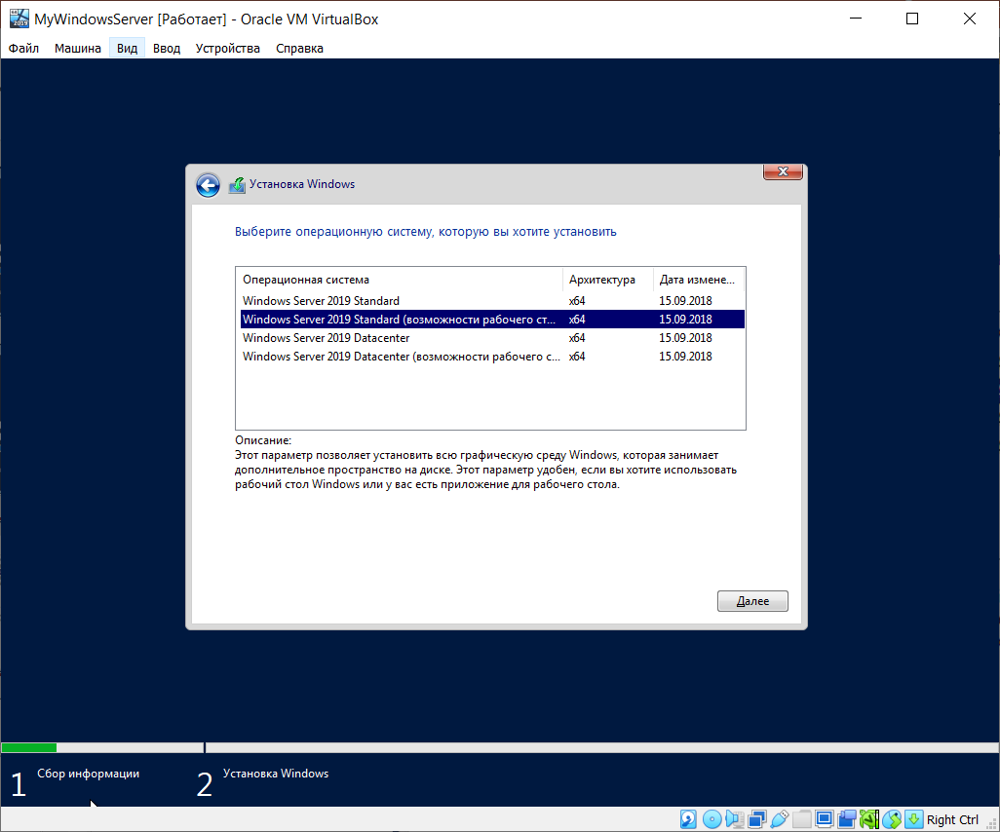 MyWindowsServer [Работает] - Oracle VM VirtualBox
Файл Машина Вид Ввод Устройства Справка
Установка Windows
Выберите операционную систему, которую вы хотите установить
Операционная система Архитектура Дата измене...
Windows Server 2019 Standard x64 15.09.2018
Windows Server 2019 Standard (возможности рабочего ст... x64 15.09.2018
Windows Server 2019 Datacenter x64 15.09.2018
Windows Server 2019 Datacenter (возможности рабочего с... x64 15.09.2018
Описание:
Этот параметр позволяет установить всю графическую среду Windows, которая занимает
дополнительное пространство на диске. Этот параметр удобен, если вы хотите использовать
рабочий стол Windows или у вас есть приложение для рабочего стола.
Далее
1 Сбор информации 2 Установка Windows
Right Ctrl